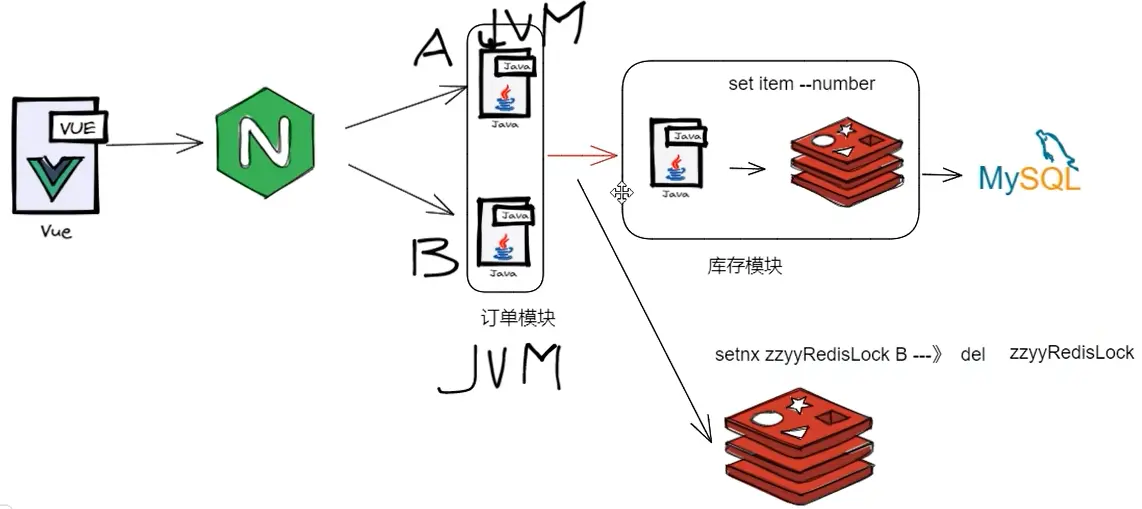 JVM
A
Java
Java
set item --number
VUE
Vue
N
Java
Java
MySQL
B
Java
Java
库存模块
订单模块
JVM
setnx zzyyRedisLock B ---》 del zzyyRedisLock